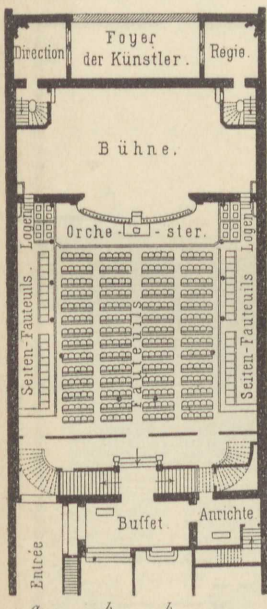 Direction
Foyer
der Künstler.
Regie.
Bühne.
Logen
Orche - - ster.
Logen
Seiten-Fauteuils.
Fauteuils
Seiten-Fauteuils
Buffet
Anrichte
Entrée
a b b